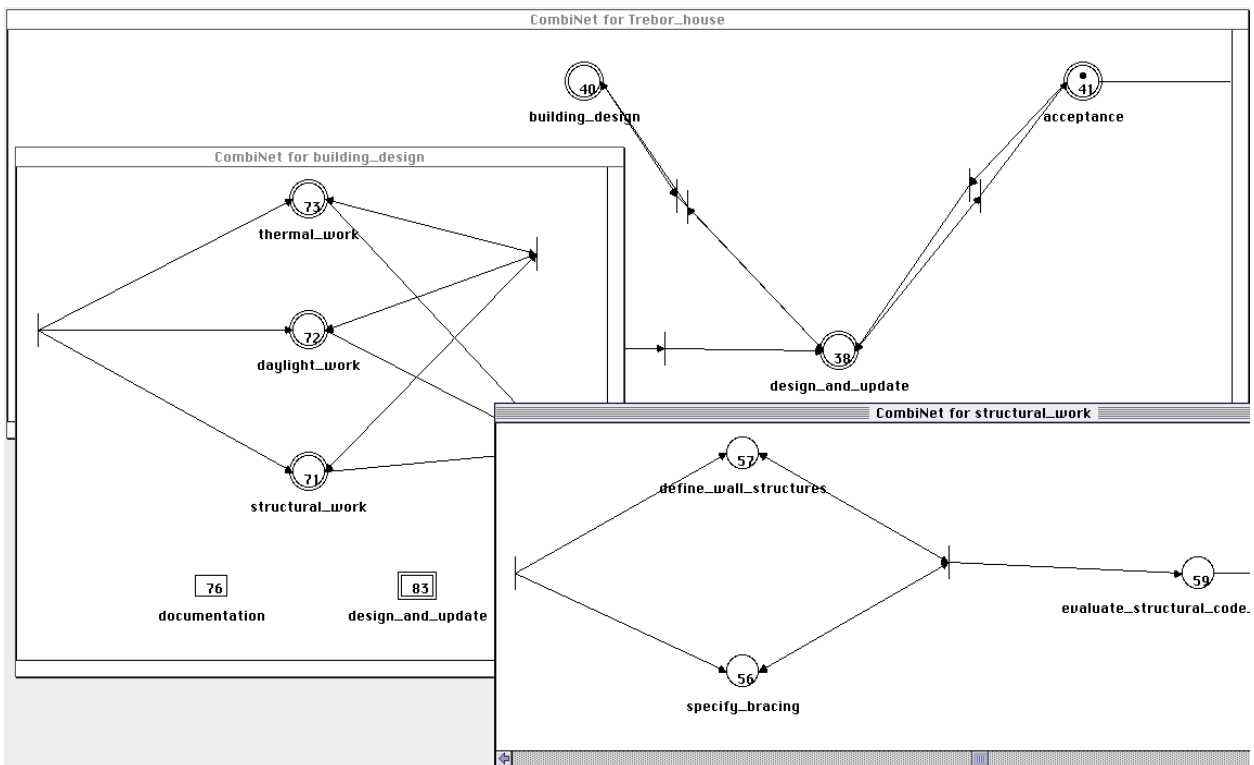 CombiNet for Trebor_house
40
building_design
41
acceptance
CombiNet for building_design
73
thermal_work
72
daylight_work
71
structural_work
76
documentation
83
design_and_update
38
design_and_update
CombiNet for structural_work
57
define_wall_structures
59
evaluate_structural_code_
56
specify_bracing